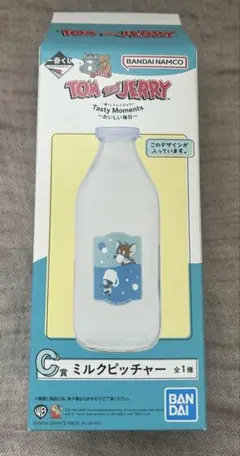 一番くじ
BANDAI NAMCO
TOM and JERRY
Tasty Moments
〜おいしい毎日〜
このデザインが
入っています。
C賞 ミルクピッチャー 全1種
BAN
DAI